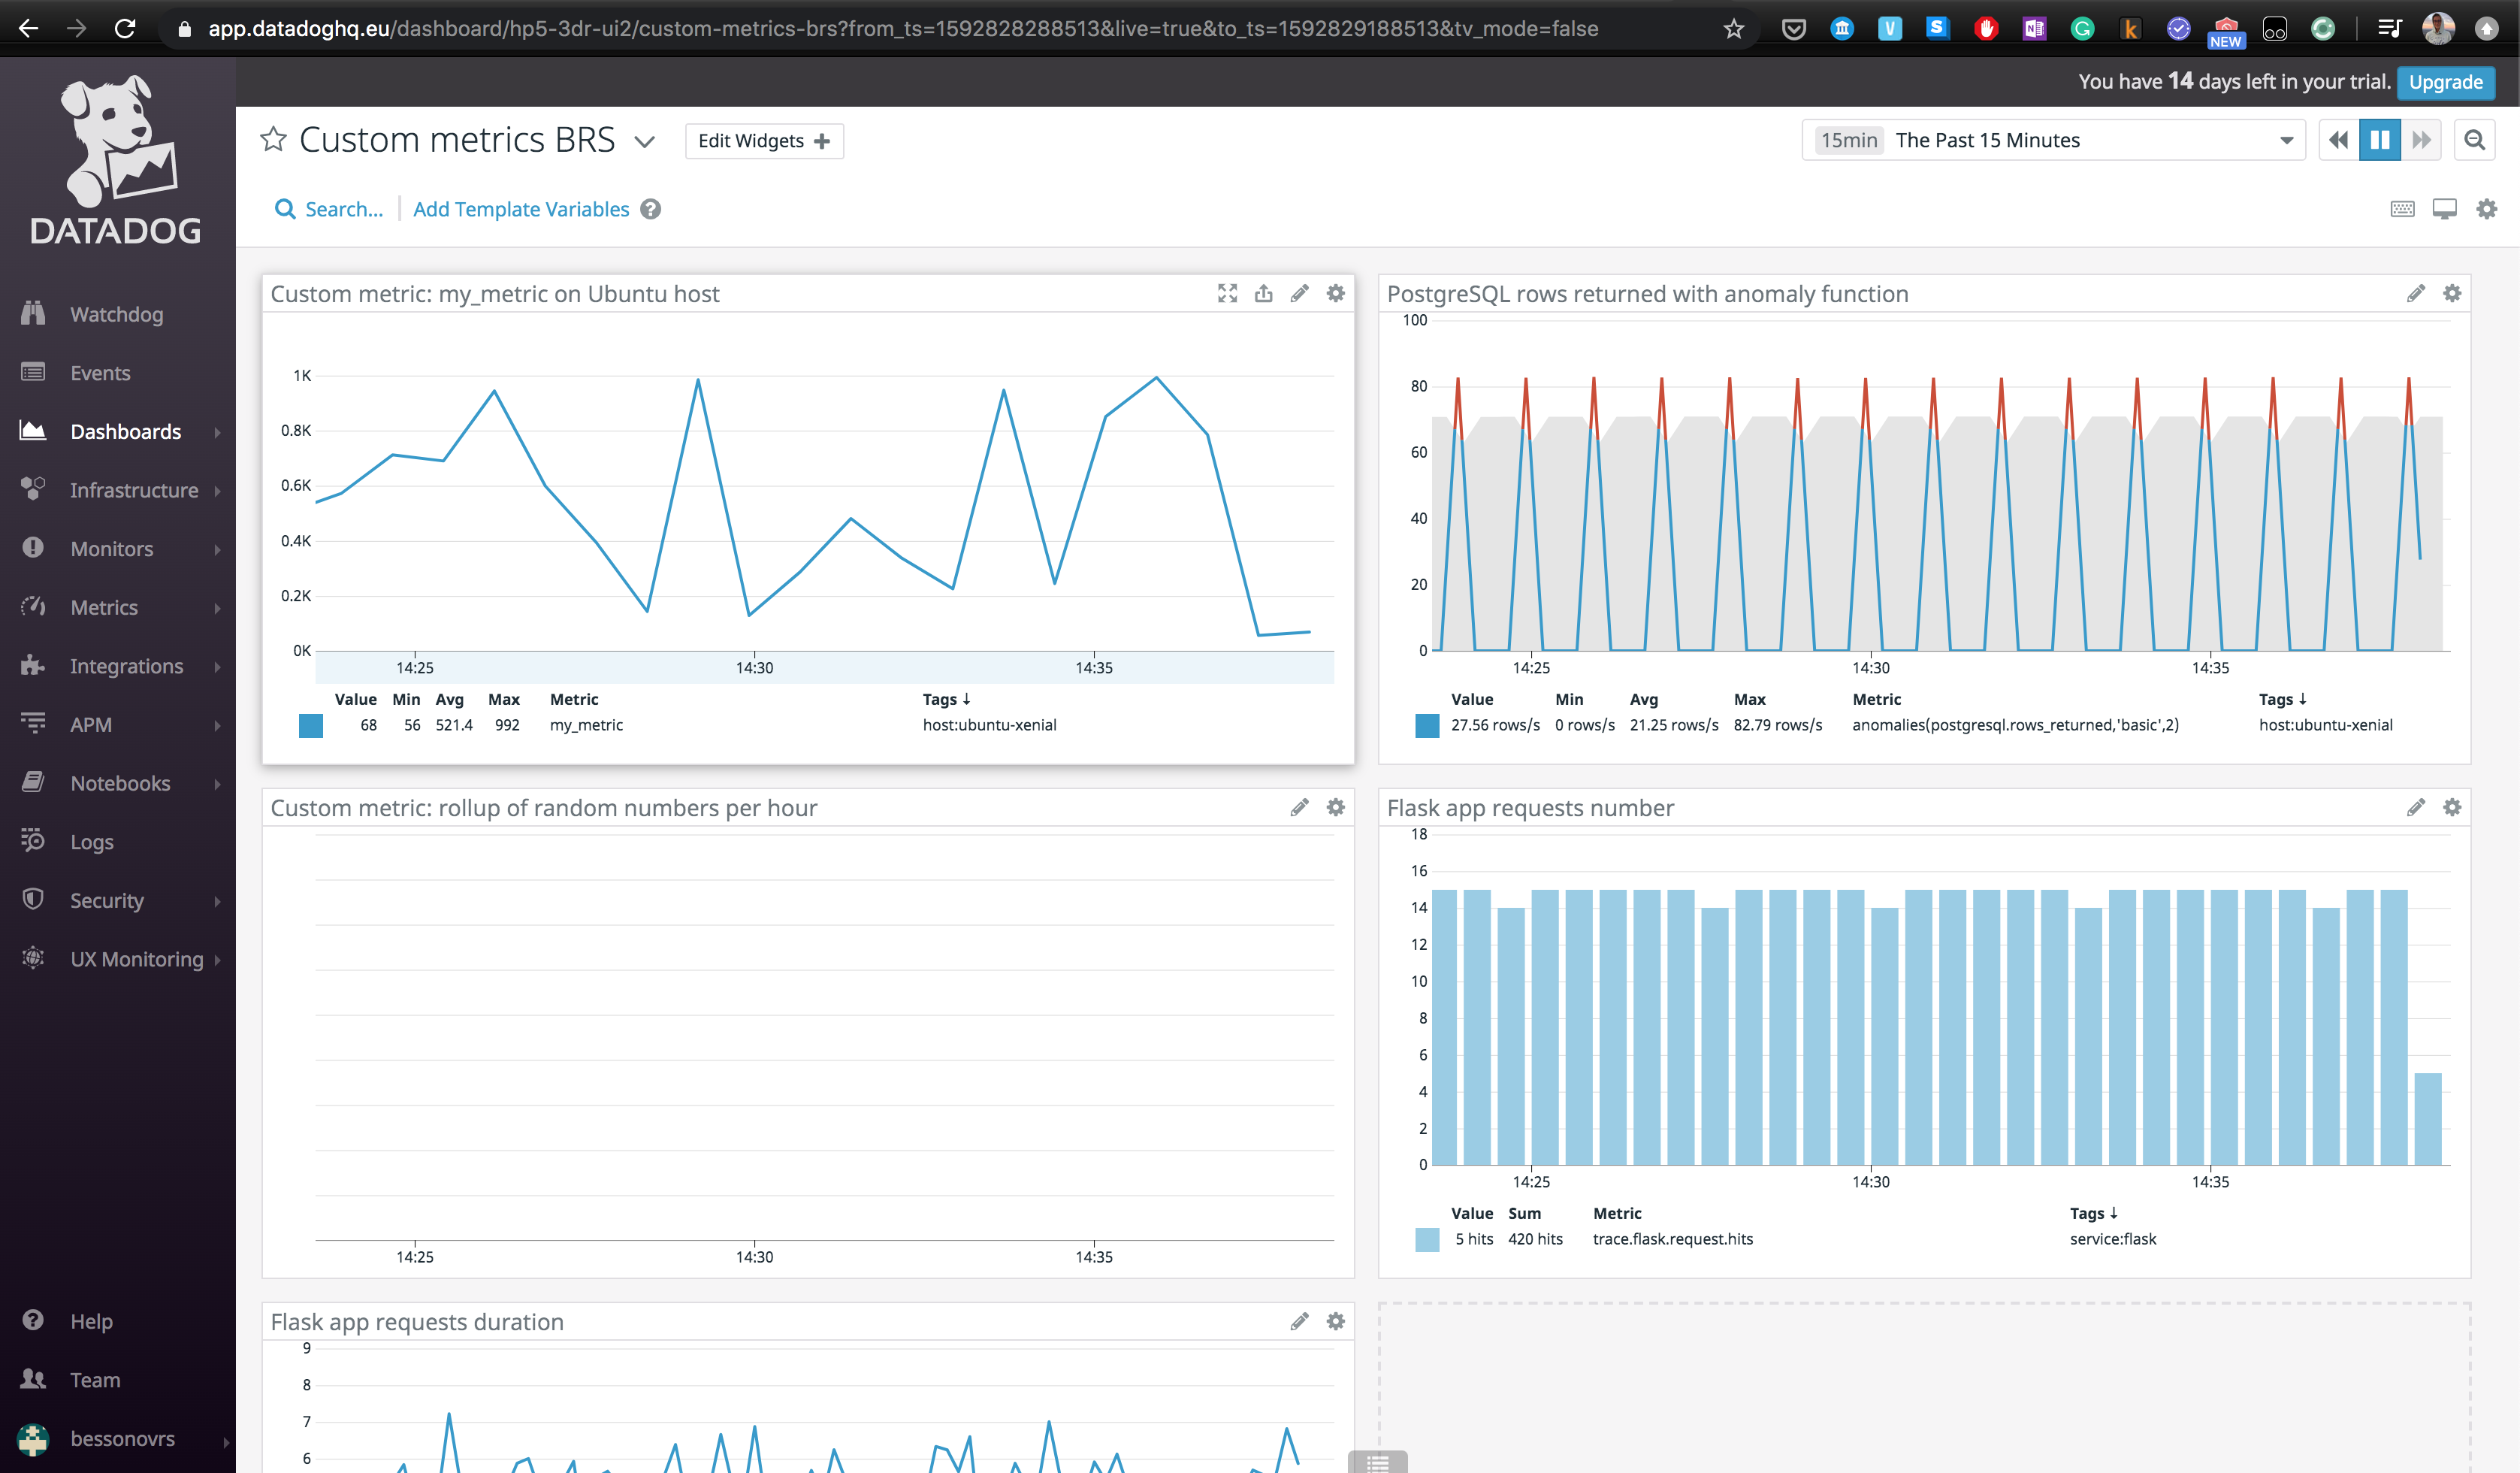 app.datadoghq.eu/dashboard/hp5-3dr-ui2/custom-metrics-brs?from_ts=1592828288513&live=true&to_ts=1592829188513&tv_mode=false
V
S
N
G
k
NEW
You have 14 days left in your trial. Upgrade
DATADOG
Watchdog
Events
Dashboards
Infrastructure
Monitors
Metrics
Integrations
APM
Notebooks
Logs
Security
UX Monitoring
Help
Team
bessonovrs
Custom metrics BRS
Edit Widgets +
15min The Past 15 Minutes
Search...
Add Template Variables ?
Custom metric: my_metric on Ubuntu host
1K
0.8K
0.6K
0.4K
0.2K
0K
14:25 14:30 14:35
Value Min Avg Max Metric Tags ↓
68 56 521.4 992 my_metric host:ubuntu-xenial
PostgreSQL rows returned with anomaly function
100
80
60
40
20
0
14:25 14:30 14:35
Value Min Avg Max Metric Tags ↓
27.56 rows/s 0 rows/s 21.25 rows/s 82.79 rows/s anomalies(postgresql.rows_returned,'basic',2) host:ubuntu-xenial
Custom metric: rollup of random numbers per hour
14:25 14:30 14:35
Flask app requests number
18
16
14
12
10
8
6
4
2
0
14:25 14:30 14:35
Value Sum Metric Tags ↓
5 hits 420 hits trace.flask.request.hits service:flask
Flask app requests duration
9
8
7
6